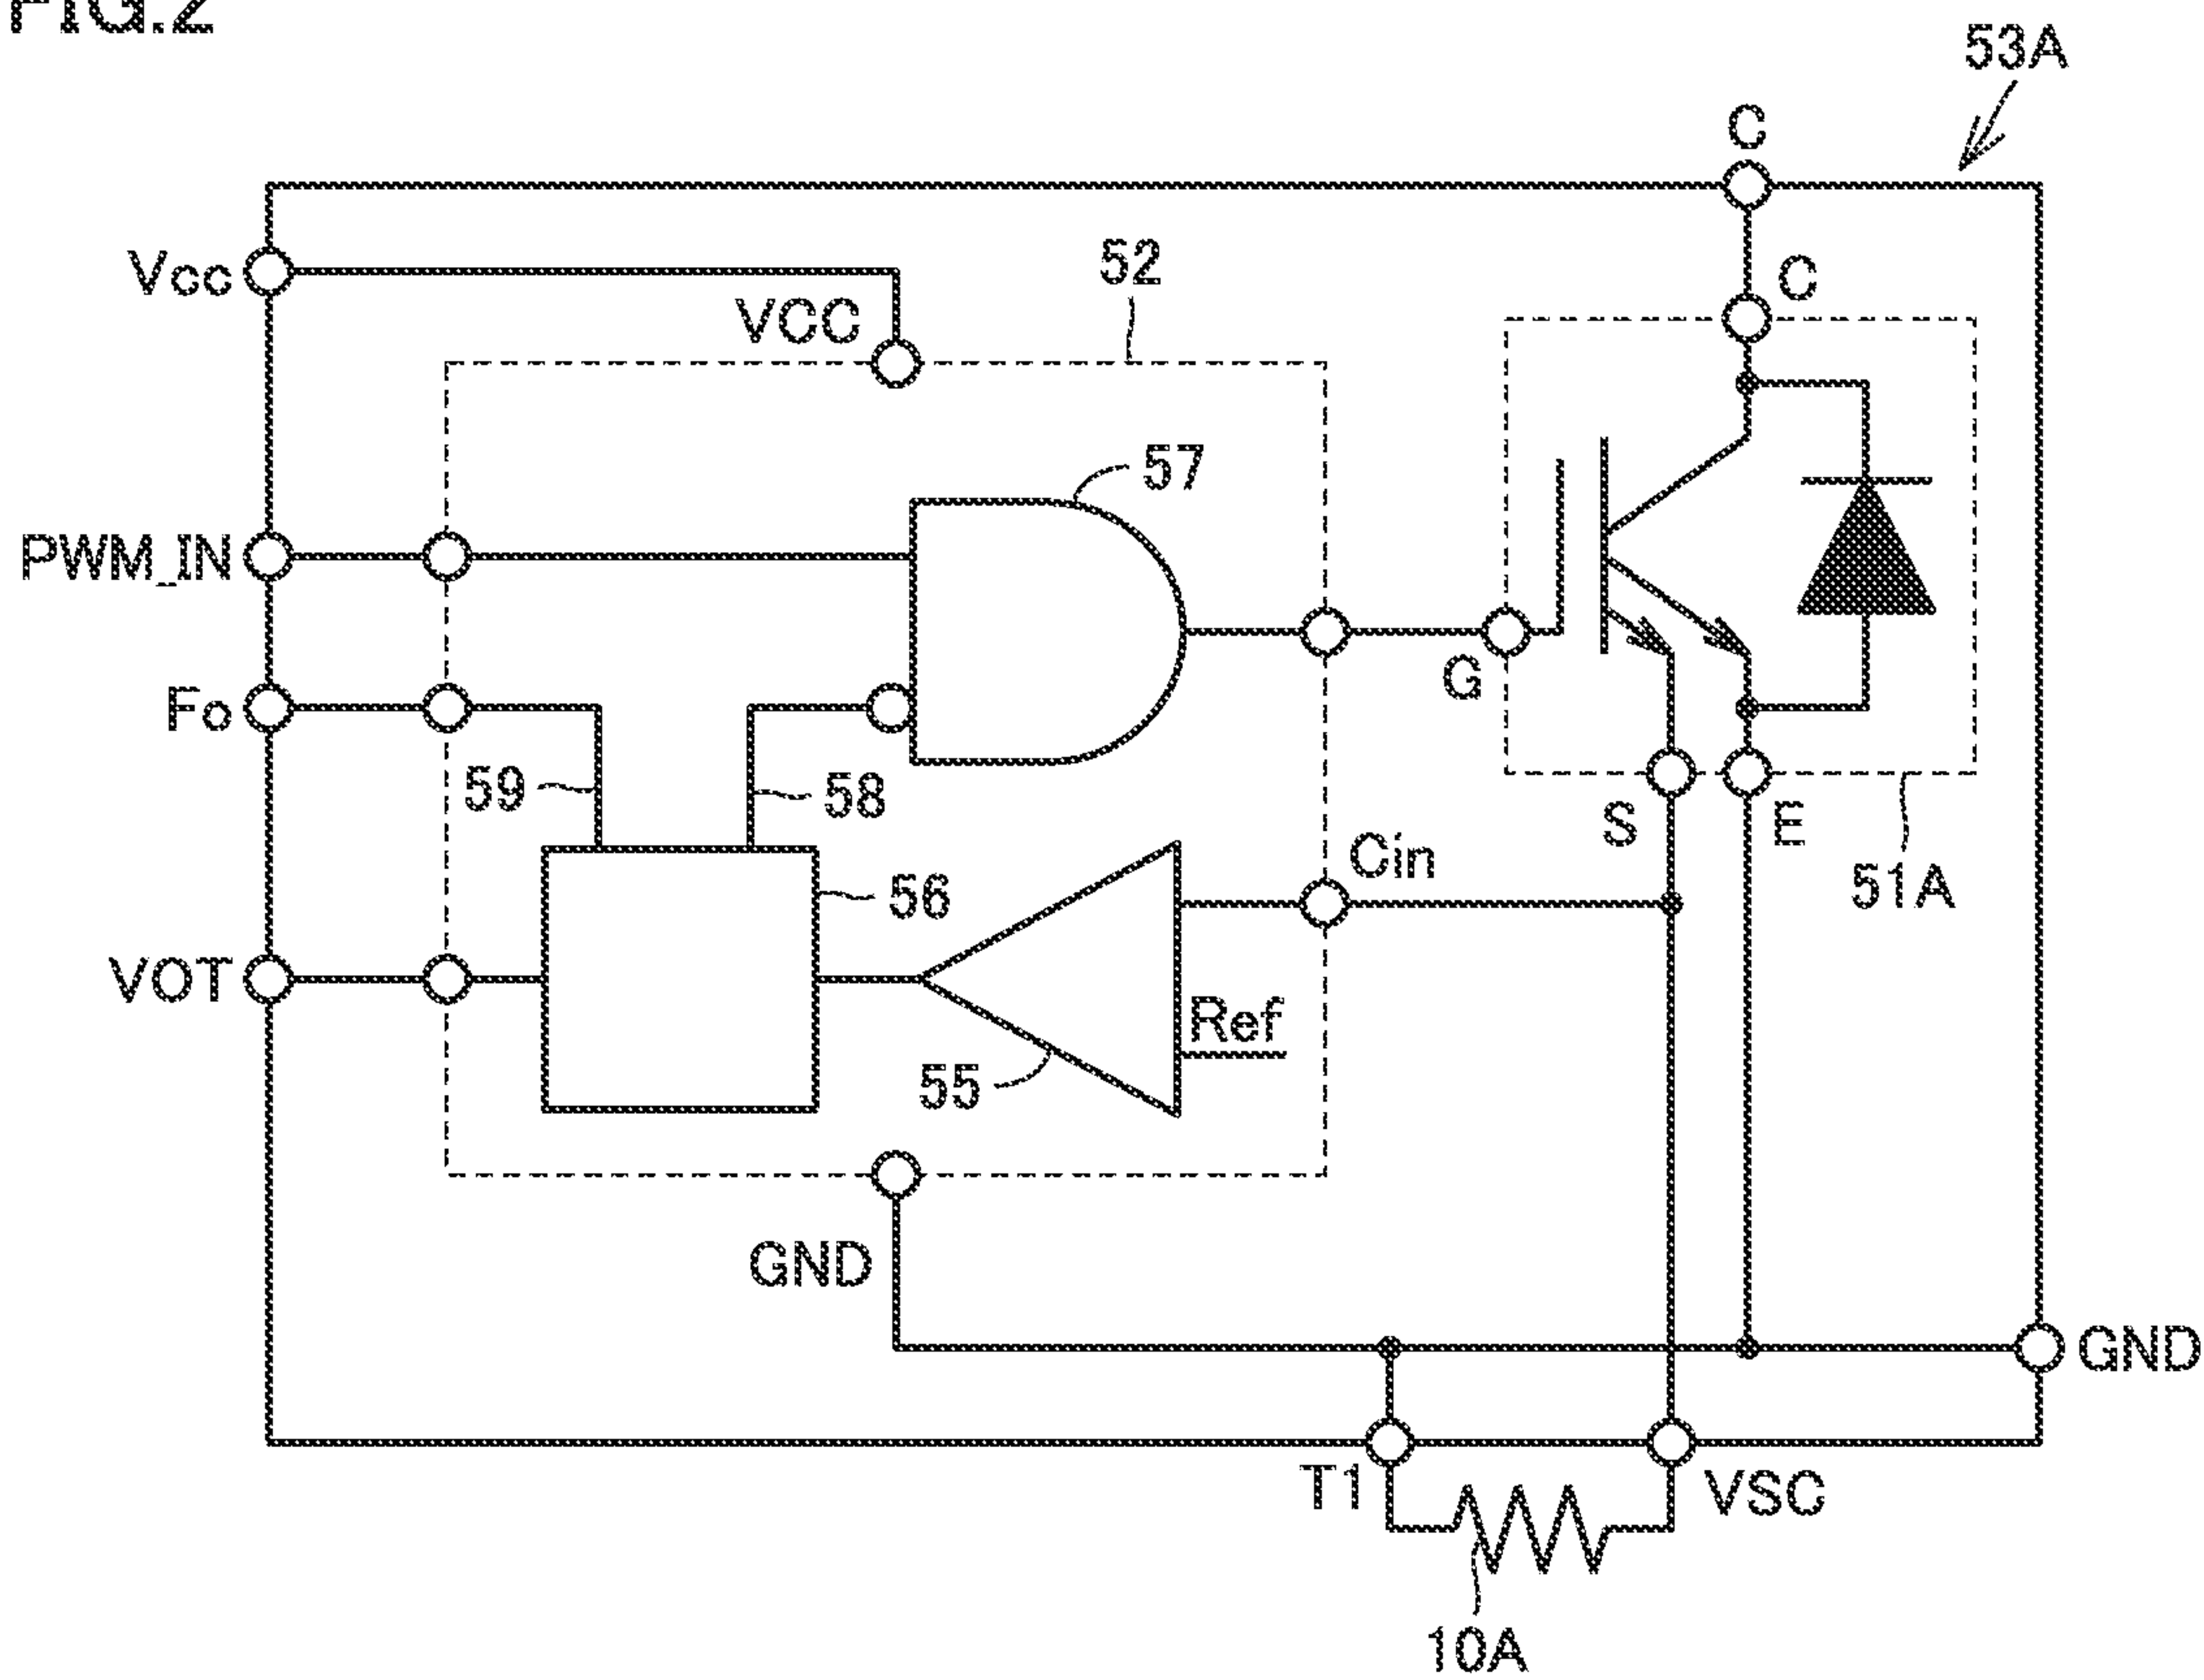 FIG.2
53A
C
Vcc
52
C
VCC
57
PWM_IN
G
Fo
59
58
S
E
Cin
56
51A
VOT
Ref
55
GND
GND
T1
VSC
10A